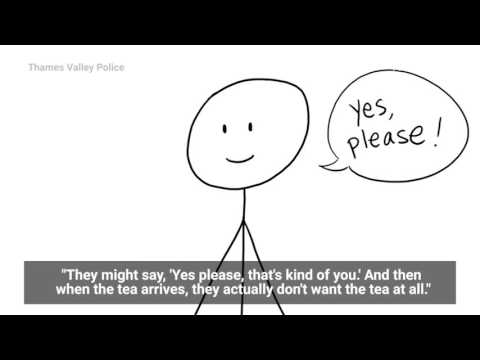 Thames Valley Police
yes,
please!
"They might say, 'Yes please, that's kind of you.' And then
when the tea arrives, they actually don't want the tea at all."